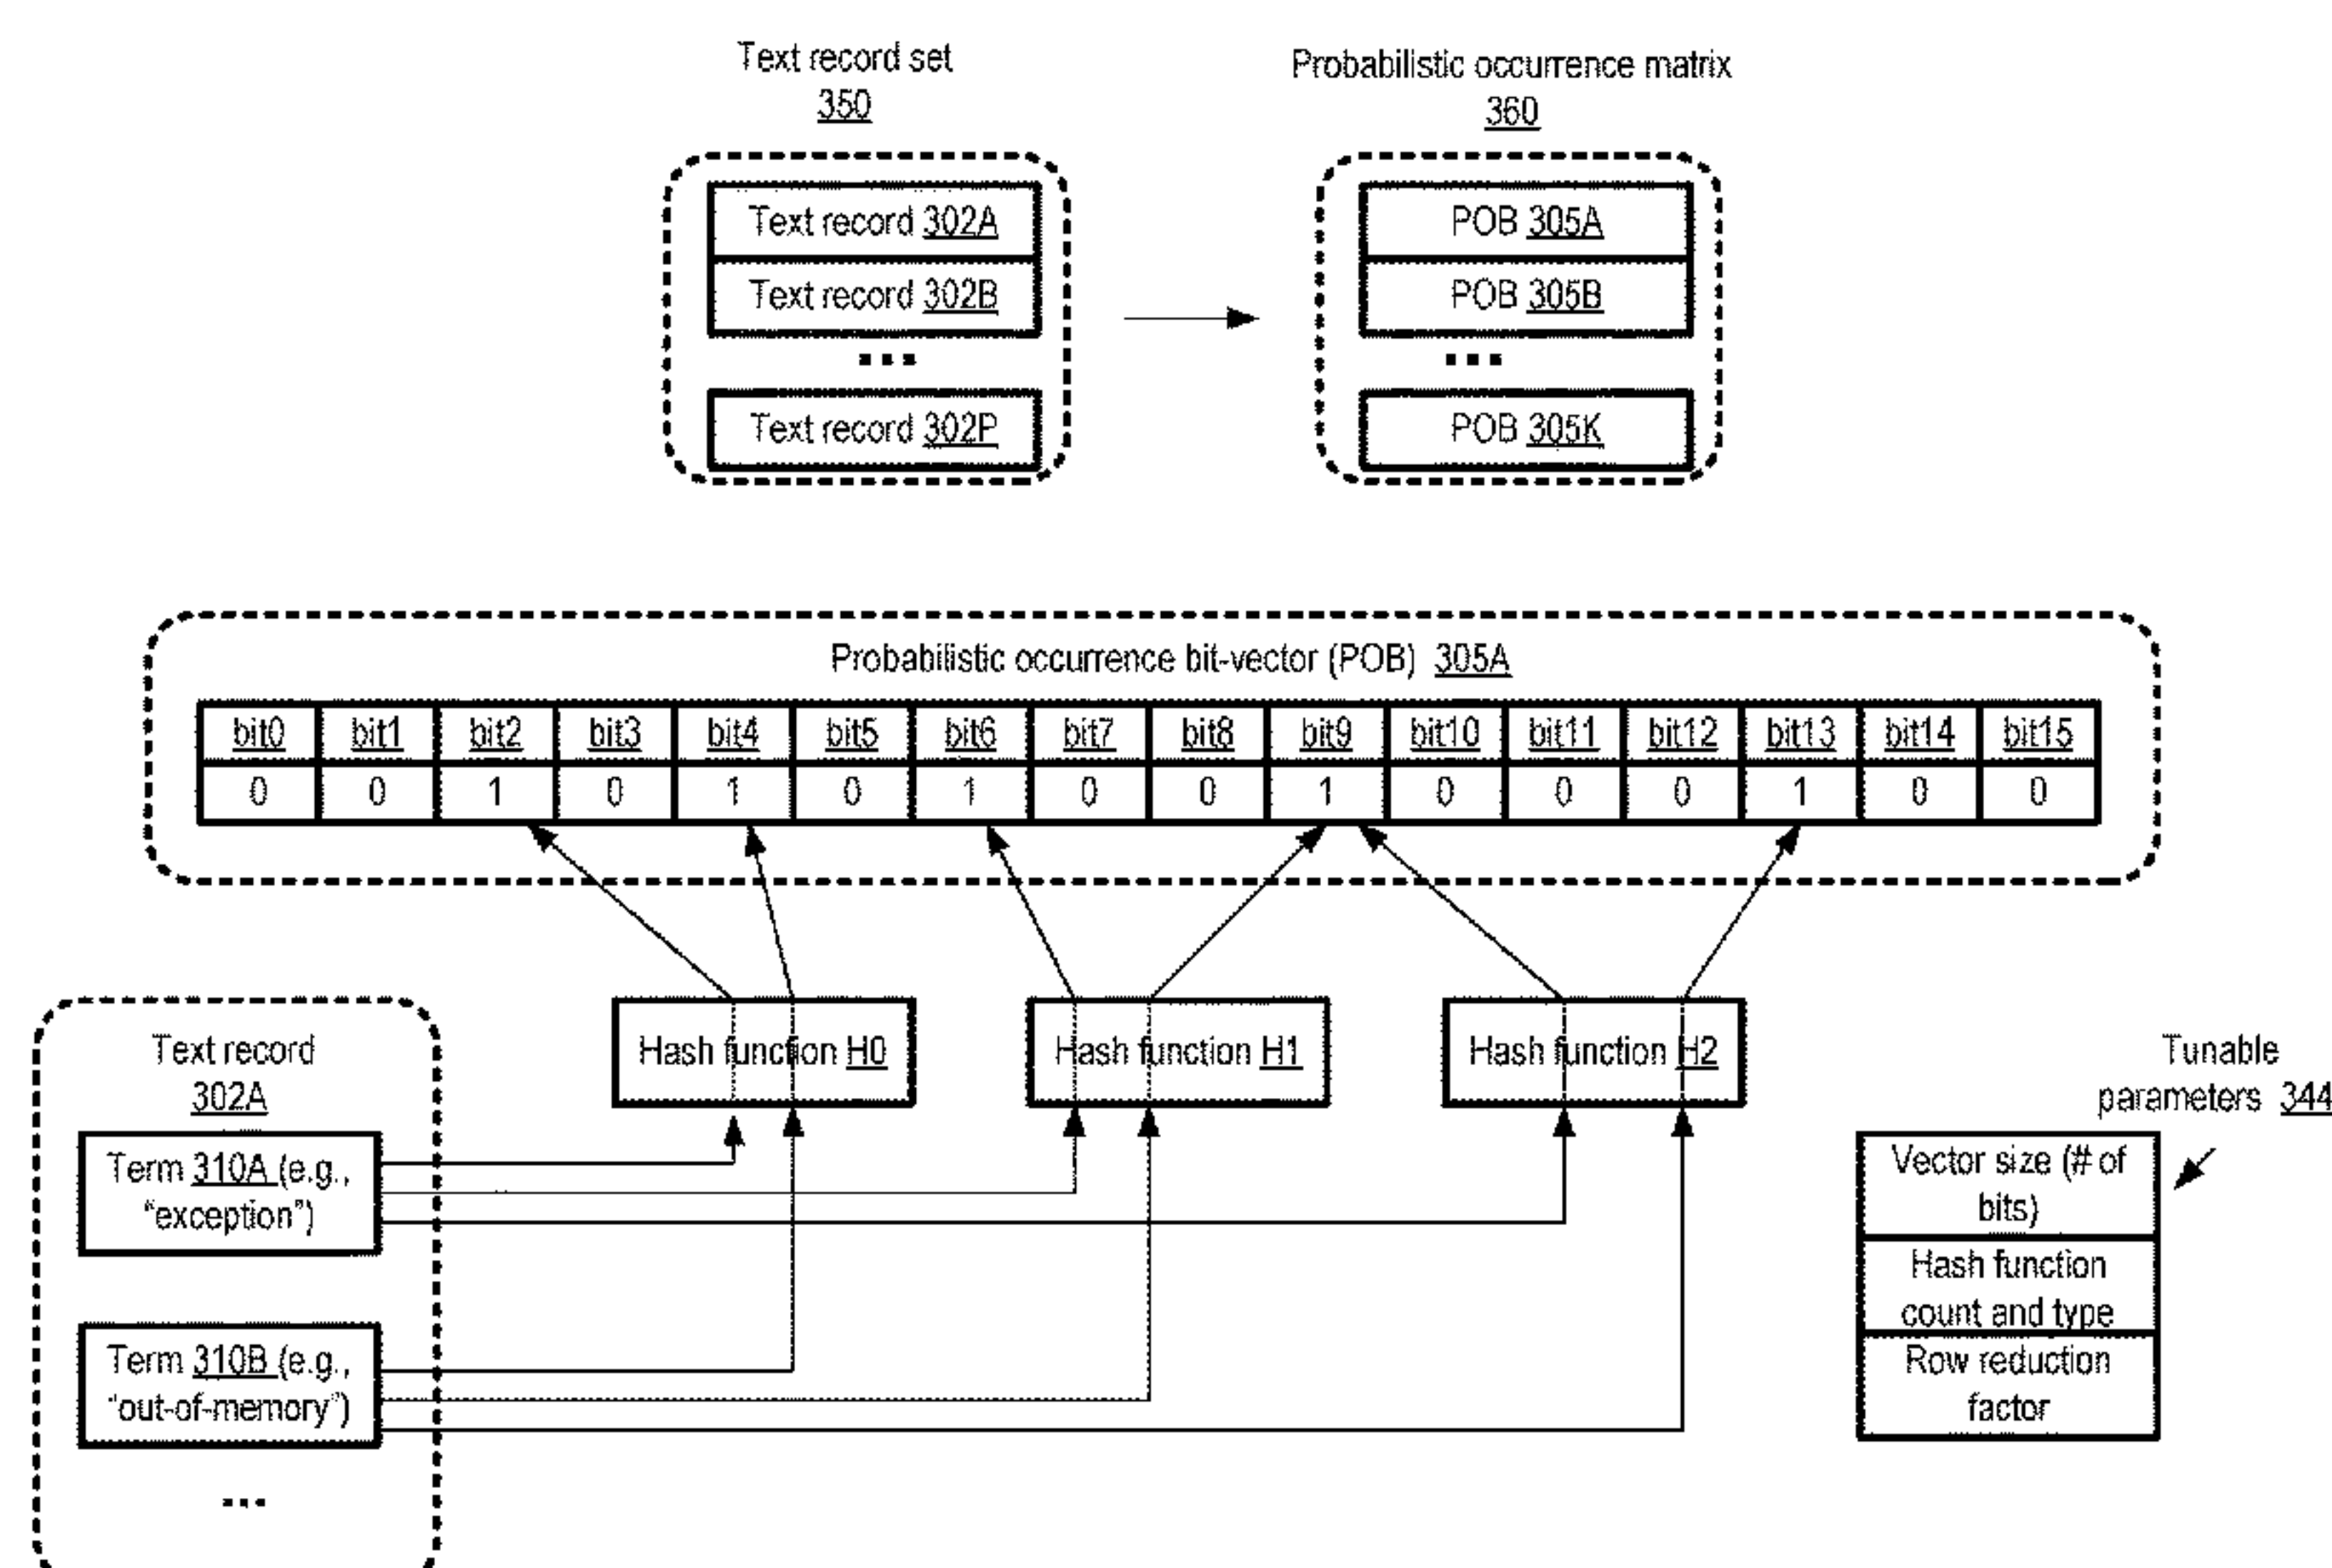 Text record set
350
Probabilistic occurrence matrix
360
Text record 302A
Text record 302B
...
Text record 302P
POB 305A
POB 305B
...
POB 305K
Probabilistic occurrence bit-vector (POB) 305A
bit0 bit1 bit2 bit3 bit4 bit5 bit6 bit7 bit8 bit9 bit10 bit11 bit12 bit13 bit14 bit15
0 0 1 0 1 0 1 0 0 1 0 0 0 1 0 0
Hash function H0
Hash function H1
Hash function H2
Text record
302A
Term 310A (e.g.,
“exception”)
Term 310B (e.g.,
“out-of-memory”)
...
Tunable
parameters 344
Vector size (# of
bits)
Hash function
count and type
Row reduction
factor